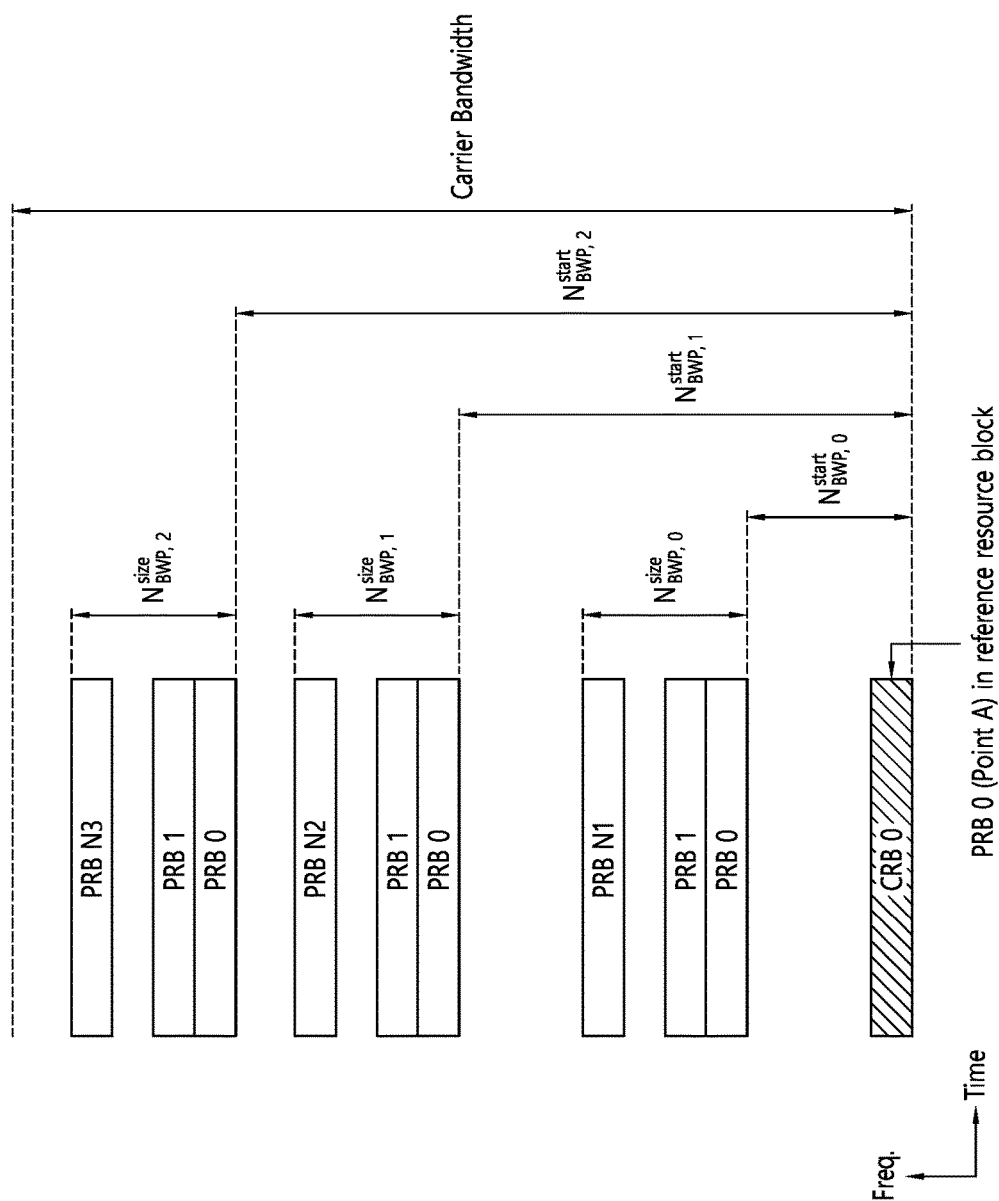 Carrier Bandwidth
N^size_BWP, 2
N^start_BWP, 2
N^size_BWP, 1
N^start_BWP, 1
N^size_BWP, 0
N^start_BWP, 0
PRB N3
PRB 1
PRB 0
PRB N2
PRB 1
PRB 0
PRB N1
PRB 1
PRB 0
CRB 0
PRB 0 (Point A) in reference resource block
Freq.
Time